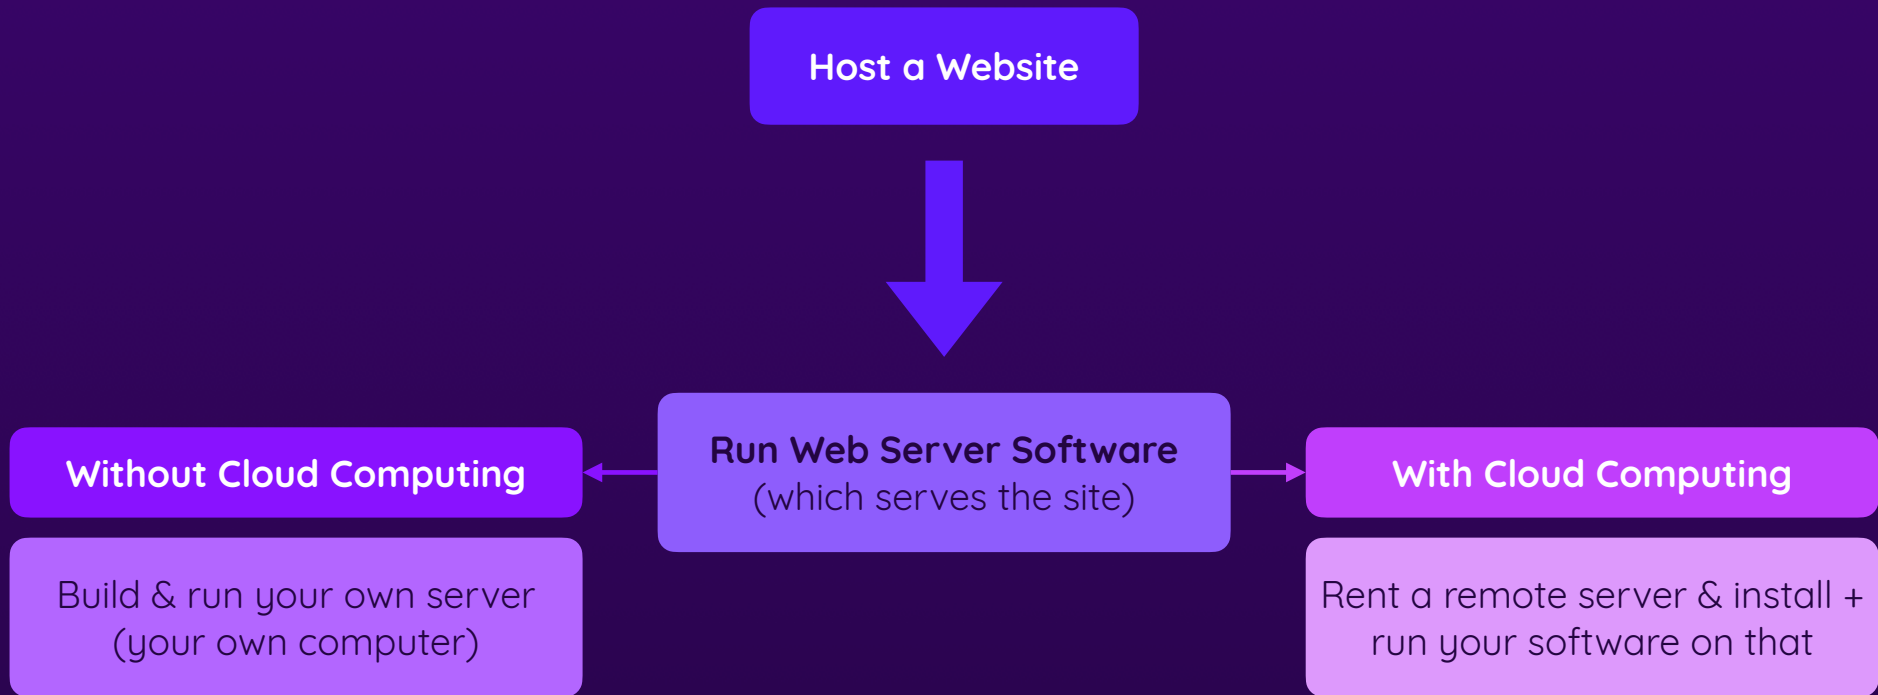 Host a Website
Run Web Server Software
(which serves the site)
Without Cloud Computing
Build & run your own server
(your own computer)
With Cloud Computing
Rent a remote server & install +
run your software on that